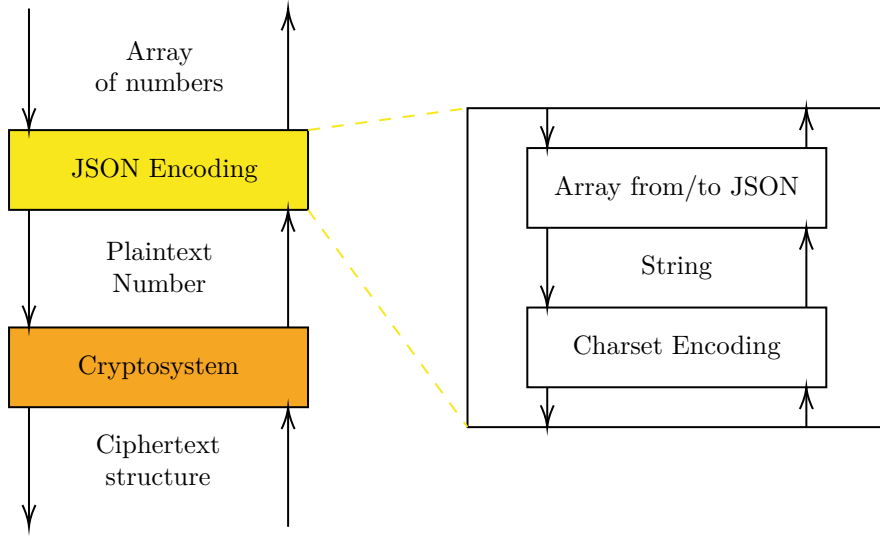 Array
of numbers
JSON Encoding
Plaintext
Number
Cryptosystem
Ciphertext
structure
Array from/to JSON
String
Charset Encoding